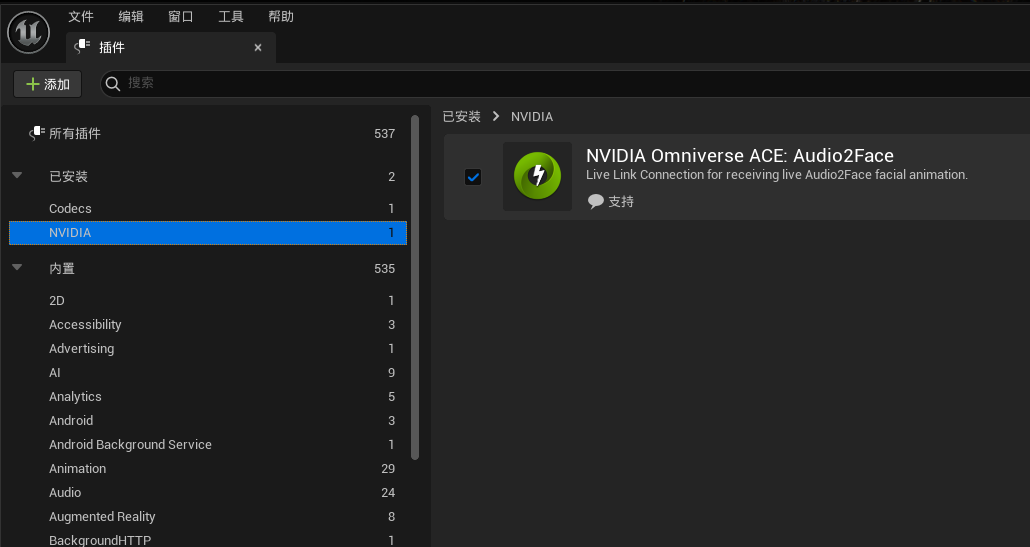 文件 编辑 窗口 工具 帮助
插件 ×
添加 搜索
所有插件 537
已安装 2
Codecs 1
NVIDIA 1
内置 535
2D 1
Accessibility 3
Advertising 1
AI 9
Analytics 5
Android 3
Android Background Service 1
Animation 29
Audio 24
Augmented Reality 8
BackgroundHTTP 1
已安装 > NVIDIA
NVIDIA Omniverse ACE: Audio2Face
Live Link Connection for receiving live Audio2Face facial animation.
支持